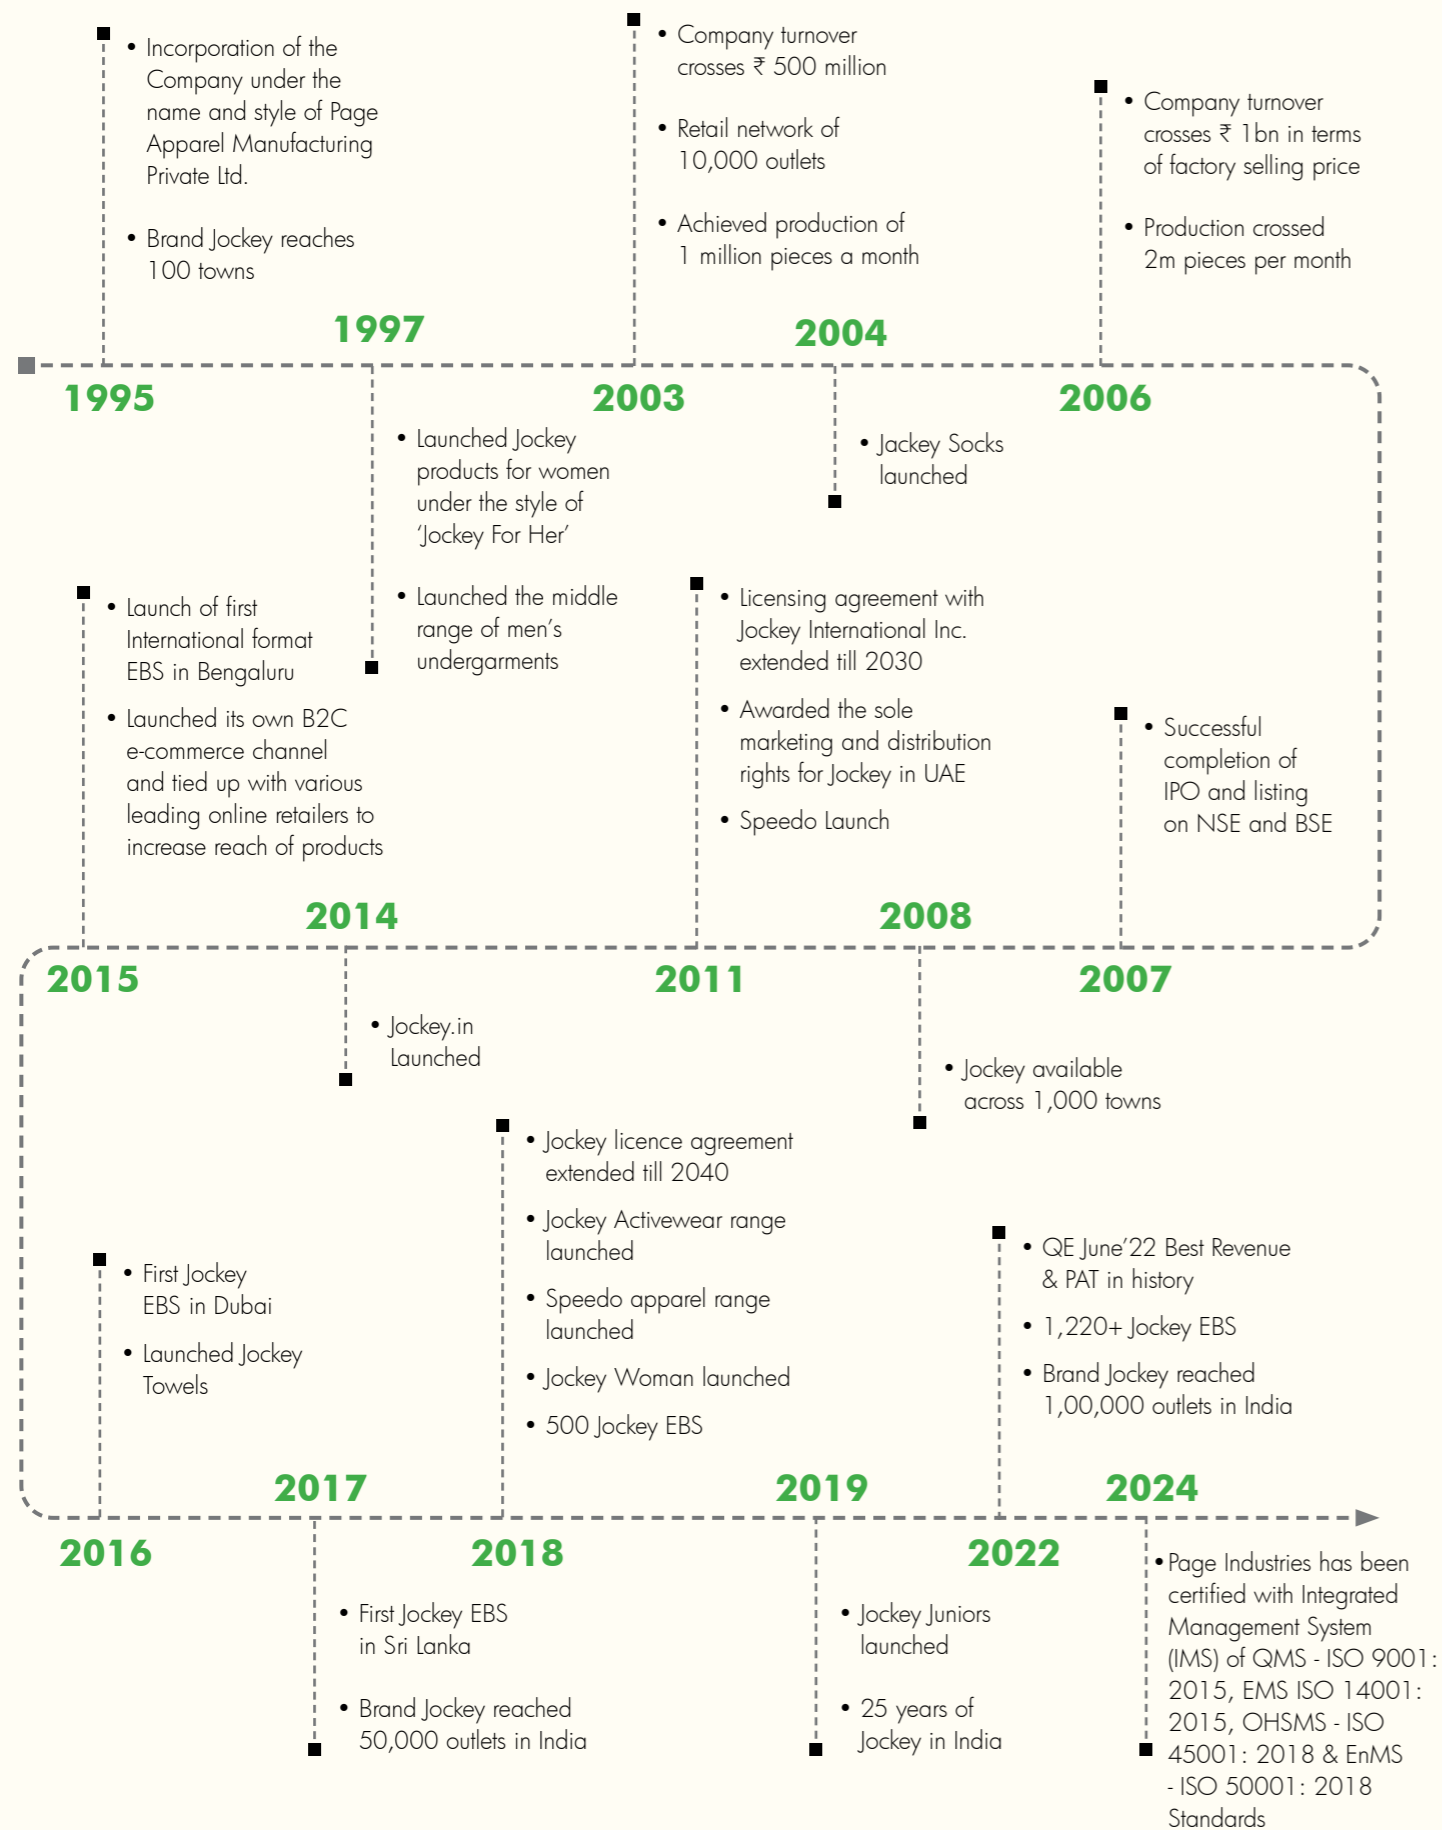 • Incorporation of the
Company under the
name and style of Page
Apparel Manufacturing
Private Ltd.
• Brand Jockey reaches
100 towns
1995
1997
• Launched Jockey
products for women
under the style of
‘Jockey For Her’
• Launched the middle
range of men’s
undergarments
• Company turnover
crosses ₹ 500 million
• Retail network of
10,000 outlets
• Achieved production of
1 million pieces a month
2003
2004
• Jackey Socks
launched
• Company turnover
crosses ₹ 1bn in terms
of factory selling price
• Production crossed
2m pieces per month
2006
• Successful
completion of
IPO and listing
on NSE and BSE
2007
2008
• Jockey available
across 1,000 towns
• Licensing agreement with
Jockey International Inc.
extended till 2030
• Awarded the sole
marketing and distribution
rights for Jockey in UAE
• Speedo Launch
2011
2014
• Jockey.in
Launched
• Launch of first
International format
EBS in Bengaluru
• Launched its own B2C
e-commerce channel
and tied up with various
leading online retailers to
increase reach of products
2015
• First Jockey
EBS in Dubai
• Launched Jockey
Towels
2016
2017
• First Jockey EBS
in Sri Lanka
• Brand Jockey reached
50,000 outlets in India
• Jockey licence agreement
extended till 2040
• Jockey Activewear range
launched
• Speedo apparel range
launched
• Jockey Woman launched
• 500 Jockey EBS
2018
2019
• Jockey Juniors
launched
• 25 years of
Jockey in India
• QE June’22 Best Revenue
& PAT in history
• 1,220+ Jockey EBS
• Brand Jockey reached
1,00,000 outlets in India
2022
2024
• Page Industries has been
certified with Integrated
Management System
(IMS) of QMS - ISO 9001:
2015, EMS ISO 14001:
2015, OHSMS - ISO
45001: 2018 & EnMS
- ISO 50001: 2018
Standards